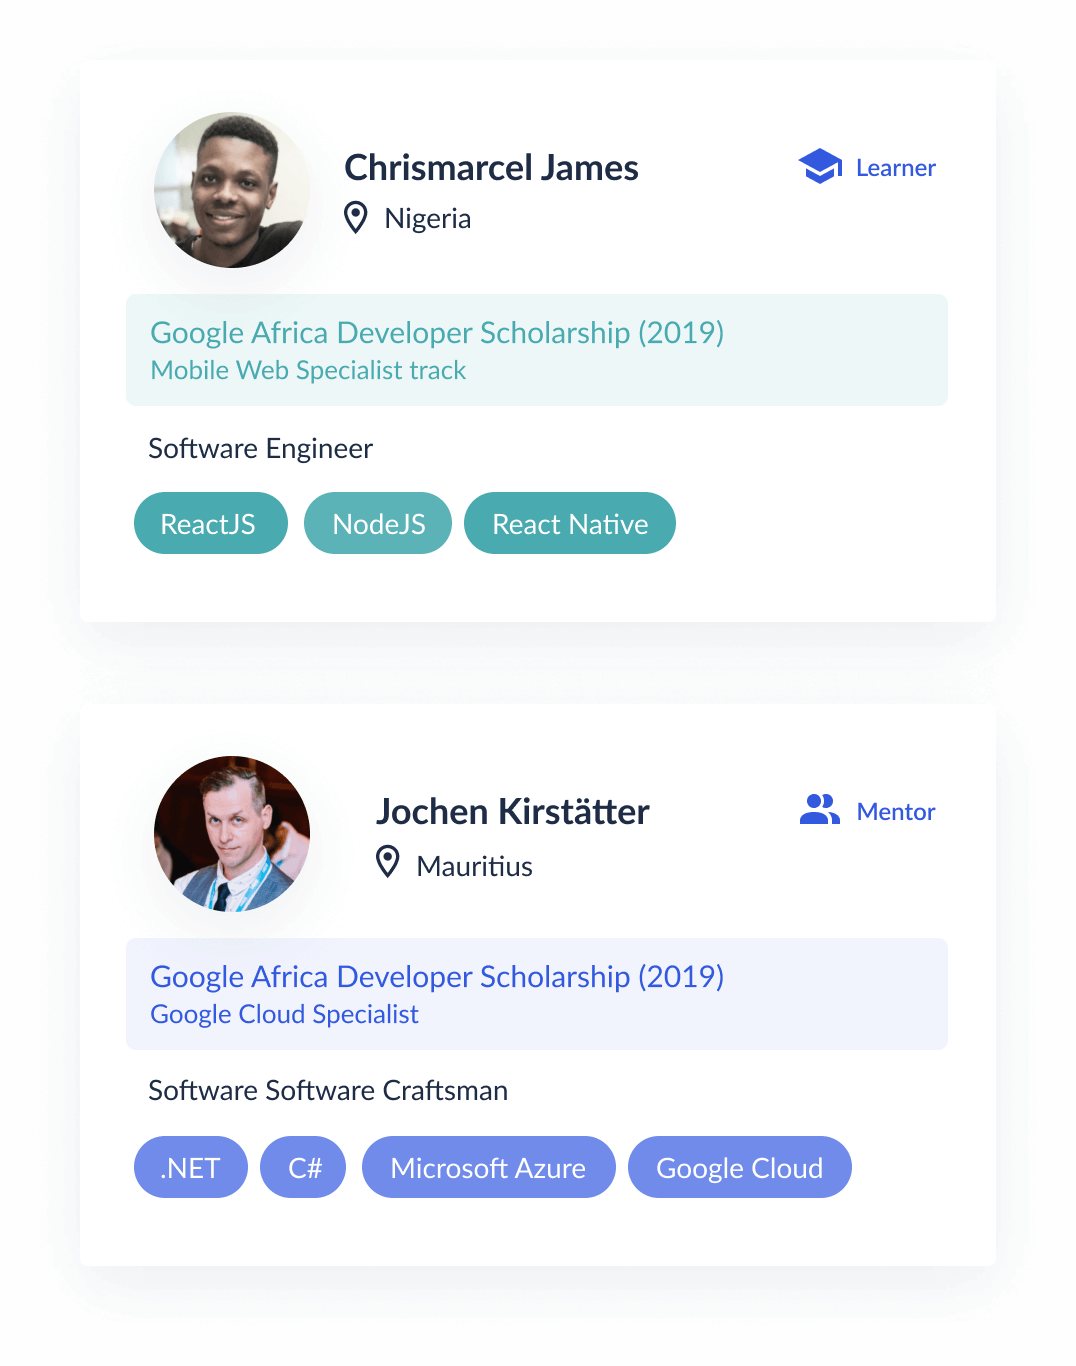 Chrismarcel James
Learner
Nigeria
Google Africa Developer Scholarship (2019)
Mobile Web Specialist track
Software Engineer
ReactJS NodeJS React Native
Jochen Kirstätter
Mentor
Mauritius
Google Africa Developer Scholarship (2019)
Google Cloud Specialist
Software Software Craftsman
.NET C# Microsoft Azure Google Cloud